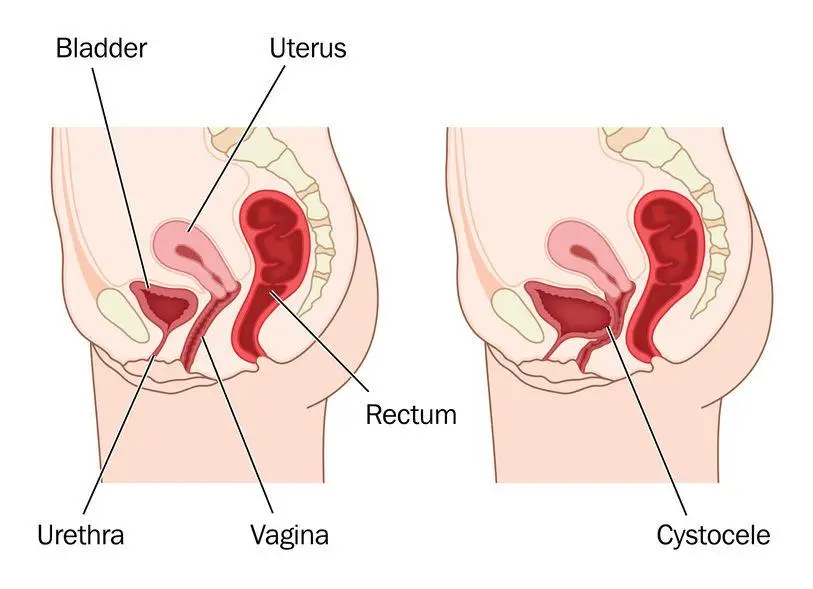 Bladder
Uterus
Rectum
Urethra
Vagina
Cystocele